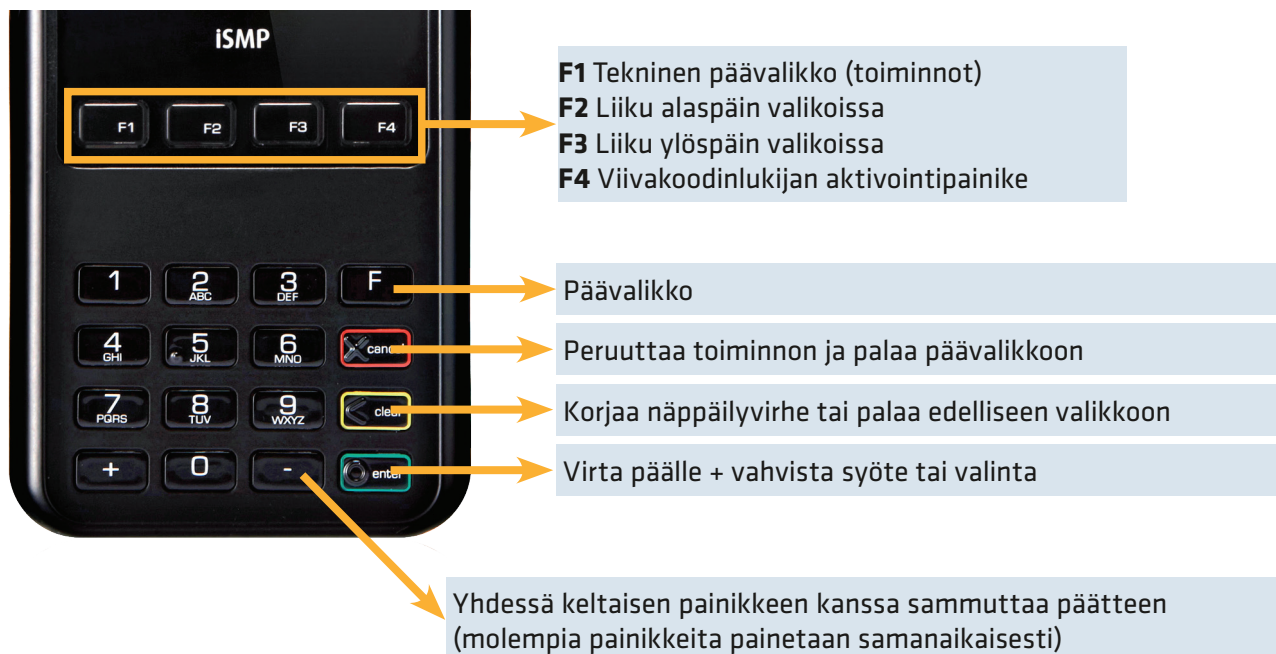 iSMP
F1 F2 F3 F4
F1 Tekninen päävalikko (toiminnot)
F2 Liiku alaspäin valikoissa
F3 Liiku ylöspäin valikoissa
F4 Viivakoodinlukijan aktivointipainike
1 2 ABC 3 DEF F
Päävalikko
4 GHI 5 JKL 6 MNO cancel
Peruuttaa toiminnon ja palaa päävalikkoon
7 PQRS 8 TUV 9 WXYZ clear
Korjaa näppäilyvirhe tai palaa edelliseen valikkoon
+ 0 - enter
Virta päälle + vahvista syöte tai valinta
Yhdessä keltaisen painikkeen kanssa sammuttaa päätteen
(molempia painikkeita painetaan samanaikaisesti)